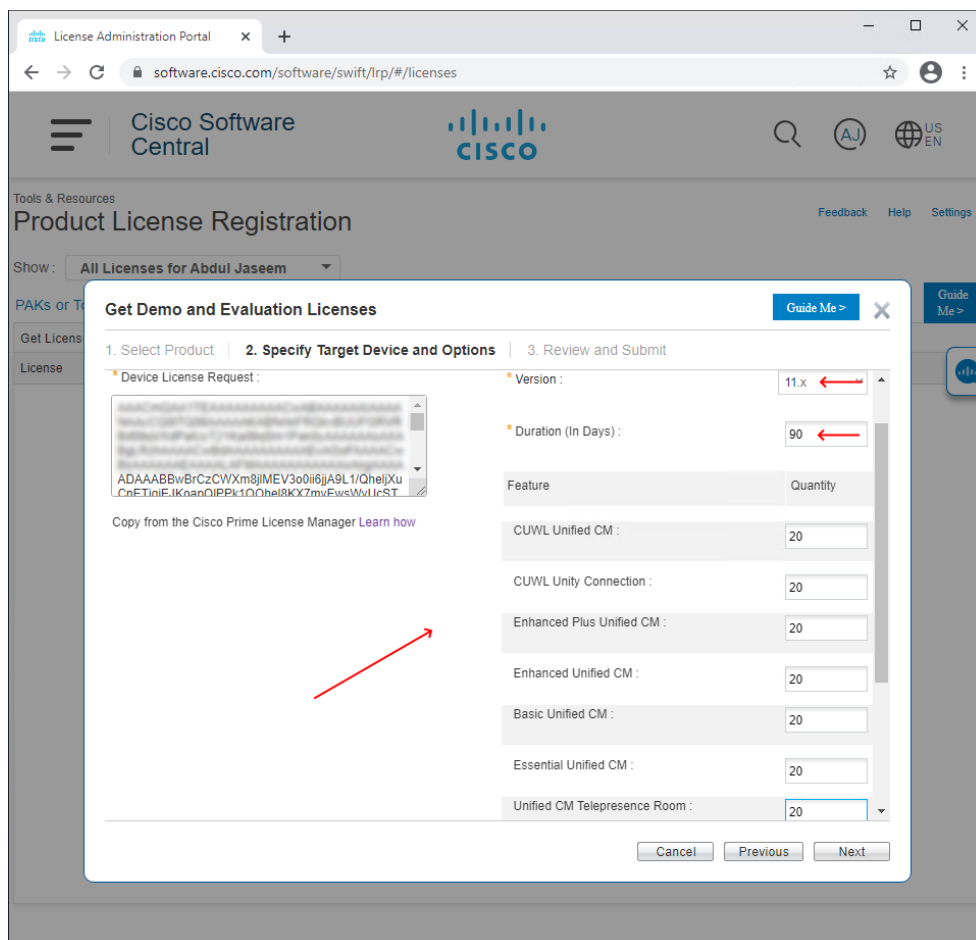 License Administration Portal
software.cisco.com/software/swift/lrp/#/licenses
Cisco Software
Central
CISCO
AJ
US
EN
Tools & Resources
Product License Registration
Feedback Help Settings
Show : All Licenses for Abdul Jaseem
PAKs or
Guide
Me >
Get Licens
License
Get Demo and Evaluation Licenses
Guide Me >
1. Select Product 2. Specify Target Device and Options 3. Review and Submit
* Device License Request :
* Version :
11.x
* Duration (In Days) :
90
Feature Quantity
Copy from the Cisco Prime License Manager Learn how
CUWL Unified CM : 20
CUWL Unity Connection : 20
Enhanced Plus Unified CM : 20
Enhanced Unified CM : 20
Basic Unified CM : 20
Essential Unified CM : 20
Unified CM Telepresence Room : 20
Cancel Previous Next